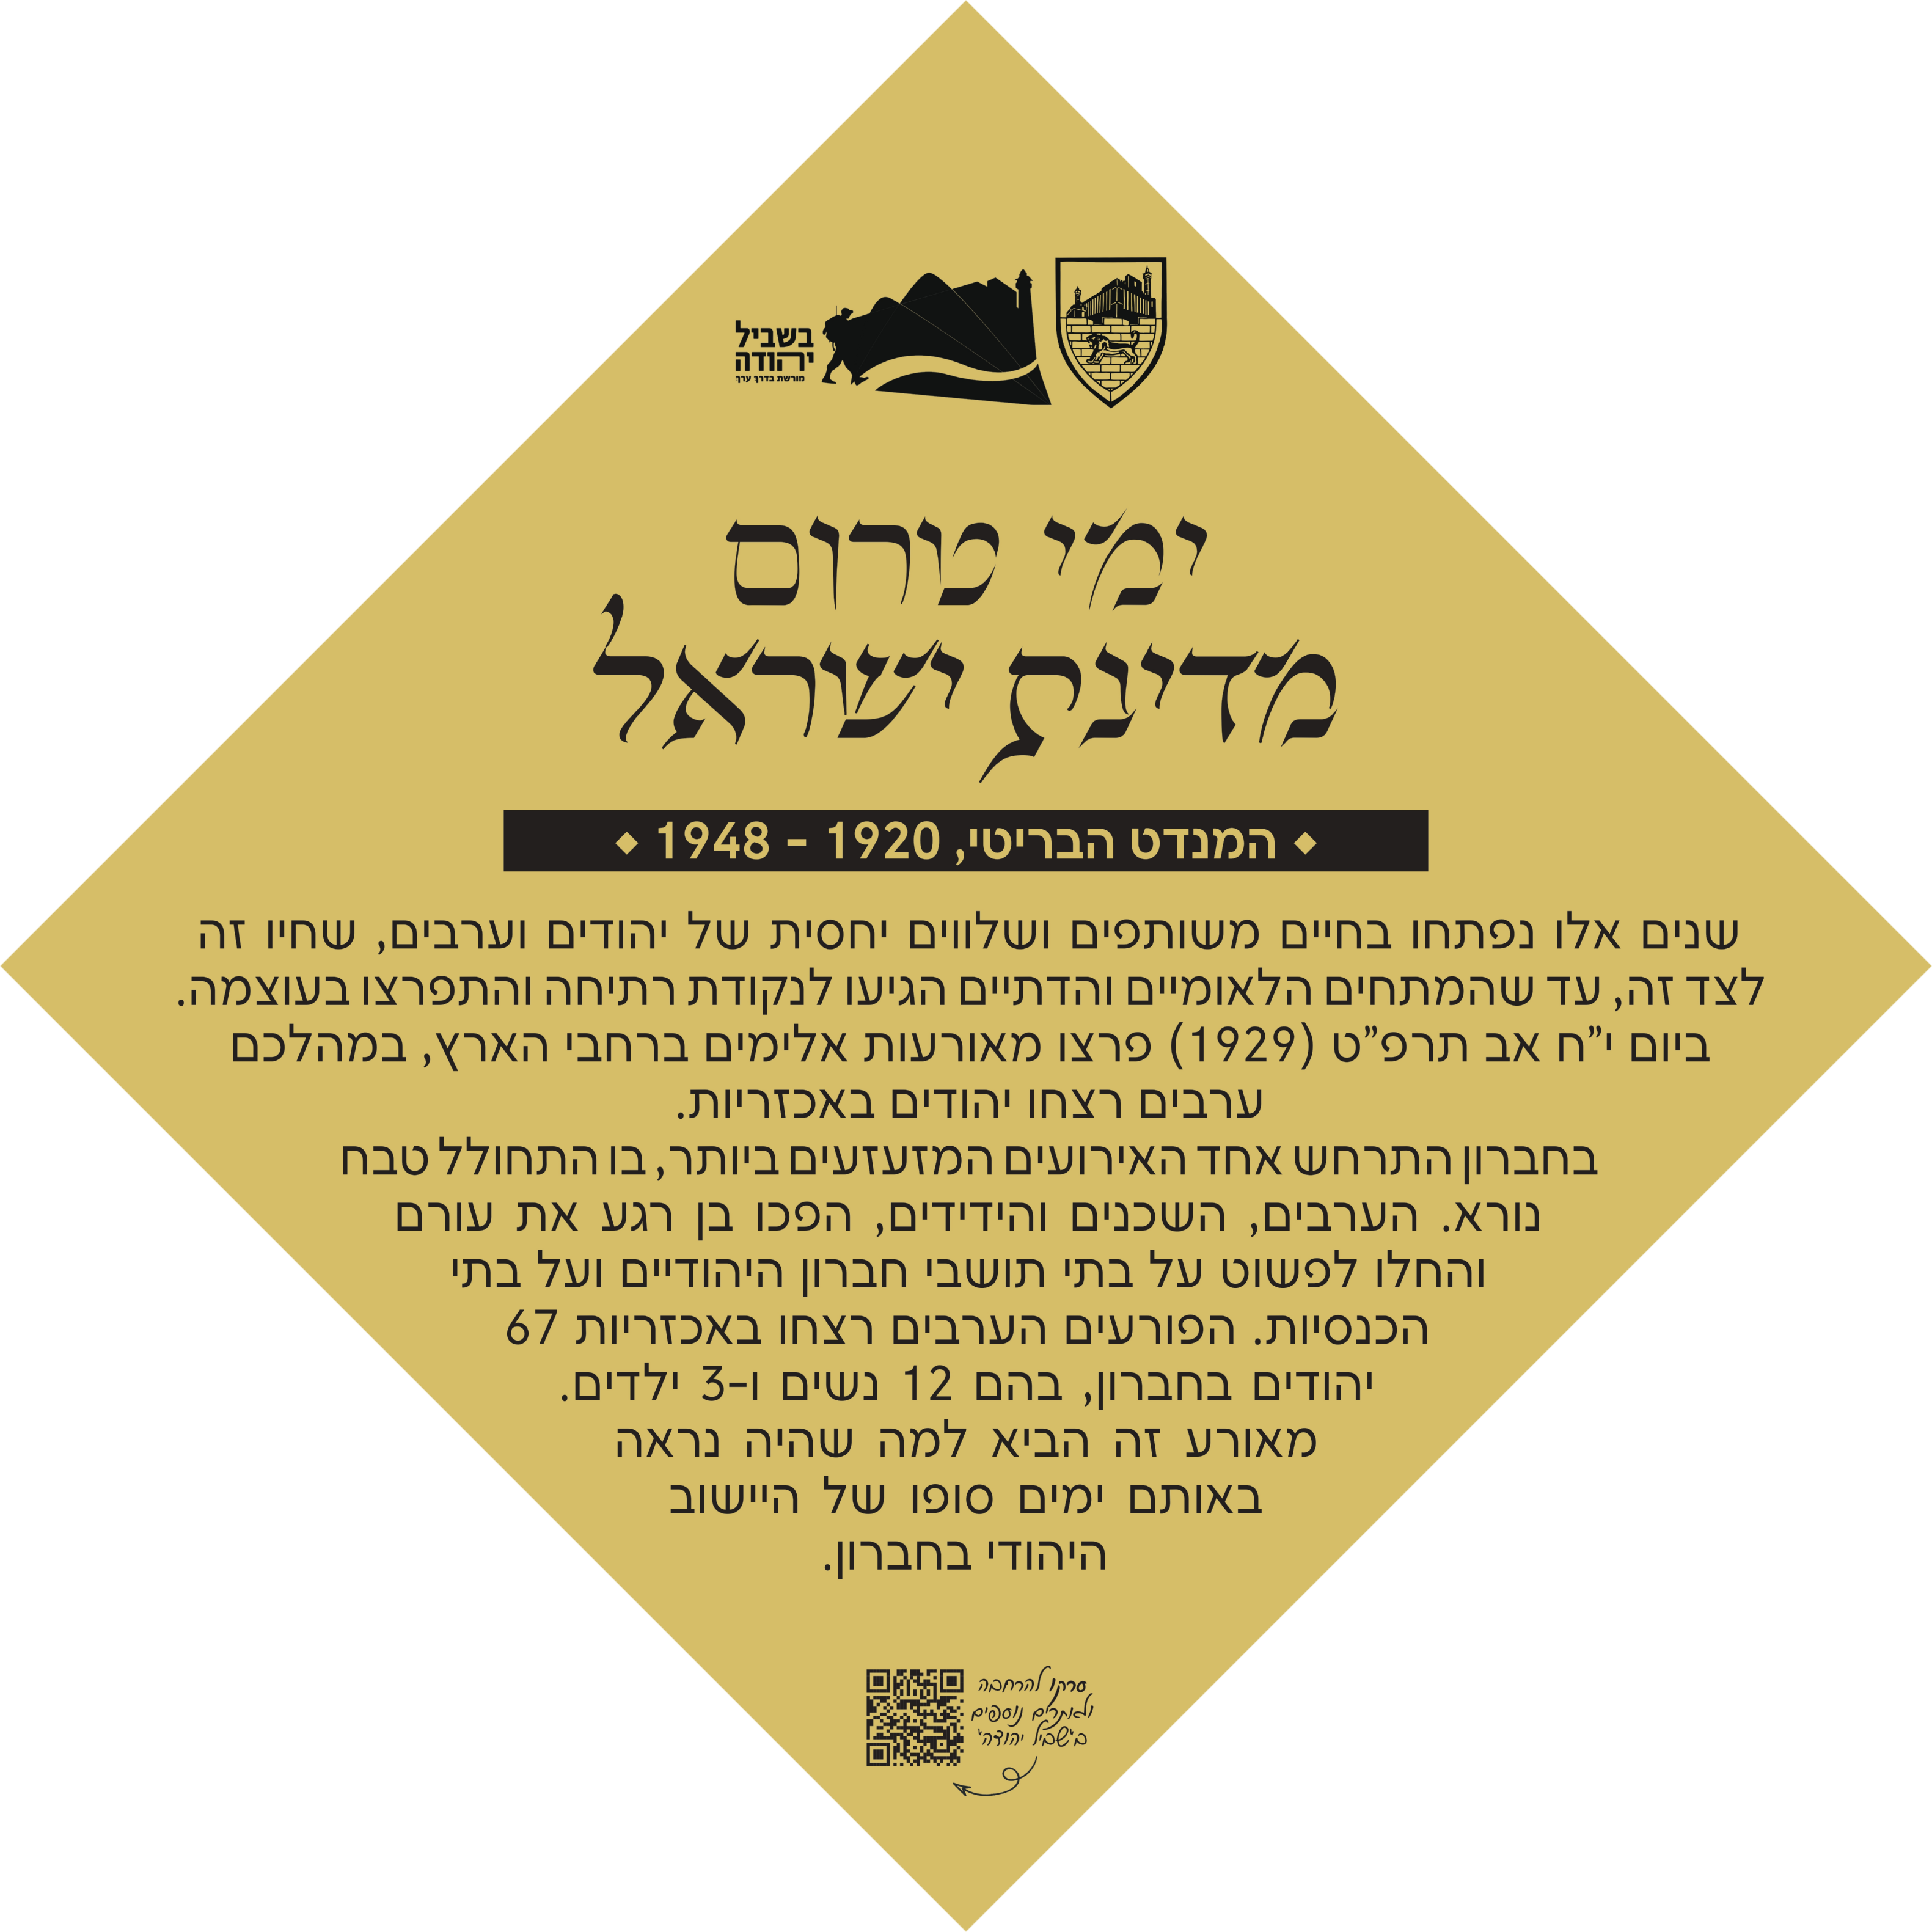 בשביל
יהודה
מורשת בדרך ערך
ימי טרום
מדינת ישראל
המנדט הבריטי, 1920 - 1948
שנים אלו נפתחו בחיים משותפים ושלווים יחסית של יהודים וערבים, שחיו זה
לצד זה, עד שהמתחים הלאומיים והדתיים הגיעו לנקודת רתיחה והתפרצו בעוצמה.
ביום י"ח אב תרפ"ט (1929) פרצו מאורעות אלימים ברחבי הארץ, במהלכם
ערבים רצחו יהודים באכזריות.
בחברון התרחש אחד האירועים המזעזעים ביותר, בו התחולל טבח
נורא. הערבים, השכנים והידידים, הפכו בן רגע את עורם
והחלו לפשוט על בתי תושבי חברון היהודיים ועל בתי
הכנסיות. הפורעים הערבים רצחו באכזריות 67
יהודים בחברון, בהם 12 נשים ו-3 ילדים.
מאורע זה הביא למה שהיה נראה
באותם ימים סופו של היישוב
היהודי בחברון.
סרקו להרחבה
ולאתרים נוספים
ב"שביל יהודה"